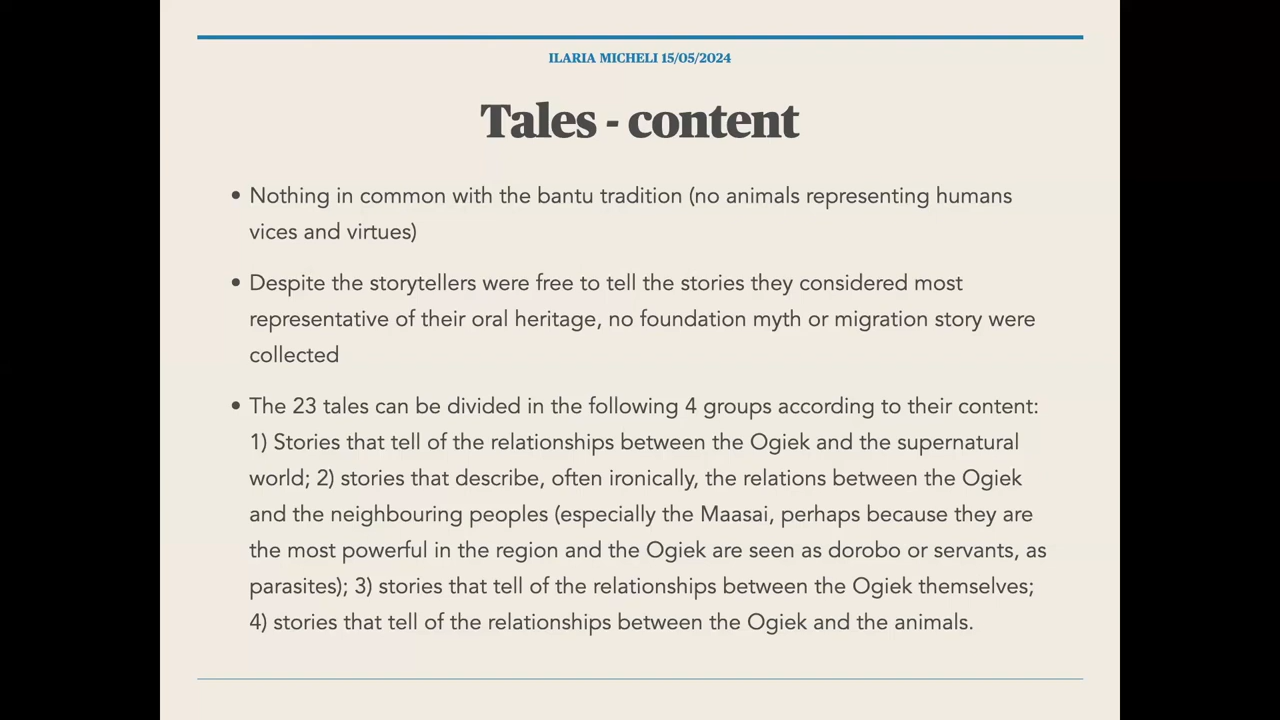 ILARIA MICHELI 15/05/2024
Tales - content
• Nothing in common with the bantu tradition (no animals representing humans
vices and virtues)
• Despite the storytellers were free to tell the stories they considered most
representative of their oral heritage, no foundation myth or migration story were
collected
• The 23 tales can be divided in the following 4 groups according to their content:
1) Stories that tell of the relationships between the Ogiek and the supernatural
world; 2) stories that describe, often ironically, the relations between the Ogiek
and the neighbouring peoples (especially the Maasai, perhaps because they are
the most powerful in the region and the Ogiek are seen as dorobo or servants, as
parasites); 3) stories that tell of the relationships between the Ogiek themselves;
4) stories that tell of the relationships between the Ogiek and the animals.